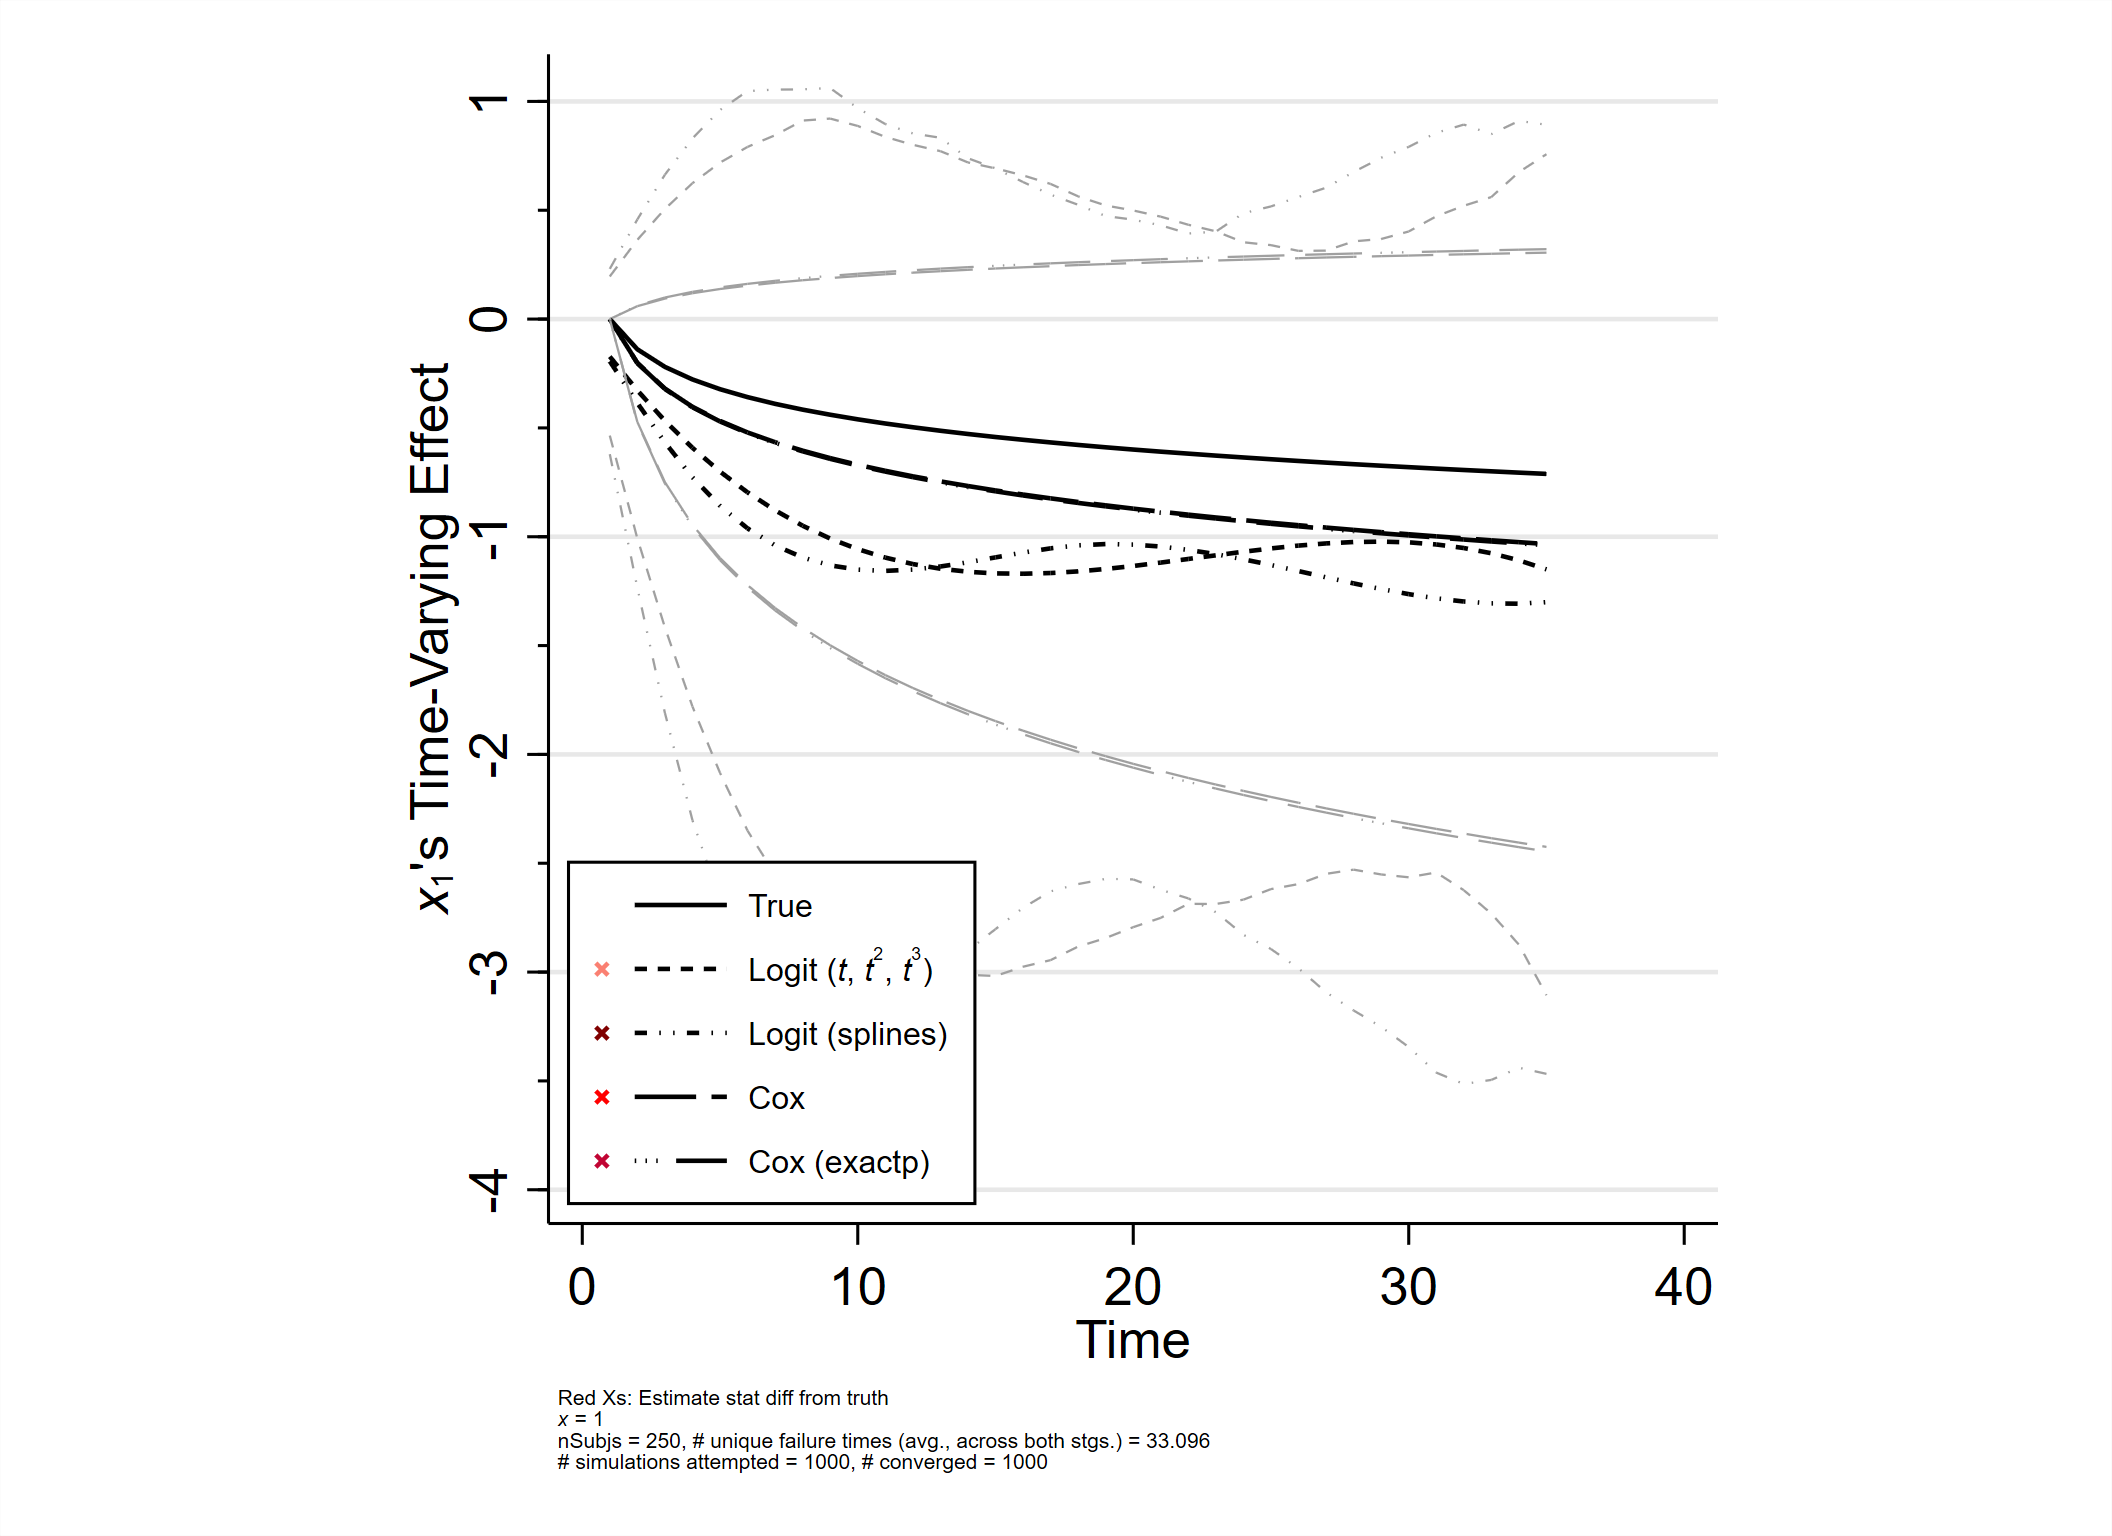 x₁'s Time-Varying Effect
1
0
-1
-2
-3
-4
True
Logit (t, t², t³)
Logit (splines)
Cox
Cox (exactp)
0 10 20 30 40
Time
Red Xs: Estimate stat diff from truth
x = 1
nSubjs = 250, # unique failure times (avg., across both stgs.) = 33.096
# simulations attempted = 1000, # converged = 1000